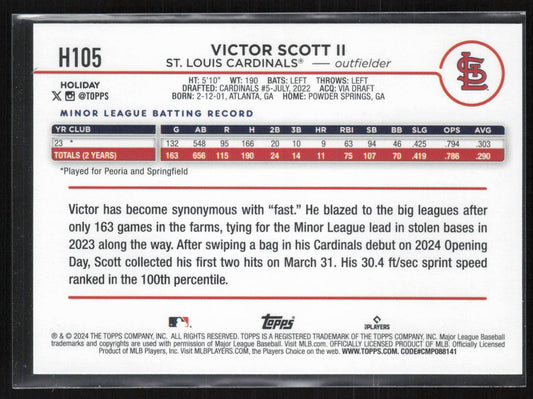 H105
VICTOR SCOTT II
ST. LOUIS CARDINALS® — outfielder
HOLIDAY
@TOPPS
HT: 5'10" WT: 190 BATS: LEFT THROWS: LEFT
DRAFTED: CARDINALS #5-JULY, 2022 ACQ: VIA DRAFT
BORN: 2-12-01, ATLANTA, GA HOME: POWDER SPRINGS, GA
MINOR LEAGUE BATTING RECORD
YR CLUB G AB R H 2B 3B HR RBI SB BB SLG OPS AVG
23 * 132 548 95 166 20 10 9 63 94 46 .425 .794 .303
TOTALS (2 YEARS) 163 656 115 190 24 14 11 75 107 70 .419 .786 .290
*Played for Peoria and Springfield
Victor has become synonymous with “fast.” He blazed to the big leagues after
only 163 games in the farms, tying for the Minor League lead in stolen bases in
2023 along the way. After swiping a bag in his Cardinals debut on 2024 Opening
Day, Scott collected his first two hits on March 31. His 30.4 ft/sec sprint speed
ranked in the 100th percentile.
topps
PLAYERS
® & © 2024 THE TOPPS COMPANY, INC. ALL RIGHTS RESERVED. TOPPS IS A REGISTERED TRADEMARK OF THE TOPPS COMPANY, INC. Major League Baseball
trademarks and copyrights are used with permission of Major League Baseball. Visit MLB.com. OFFICIALLY LICENSED PRODUCT OF MLB. Officially Licensed
Product of MLB Players, Inc. Visit MLBPLAYERS.COM, the Players Choice on the web. WWW.TOPPS.COM. CODE#CMP088141